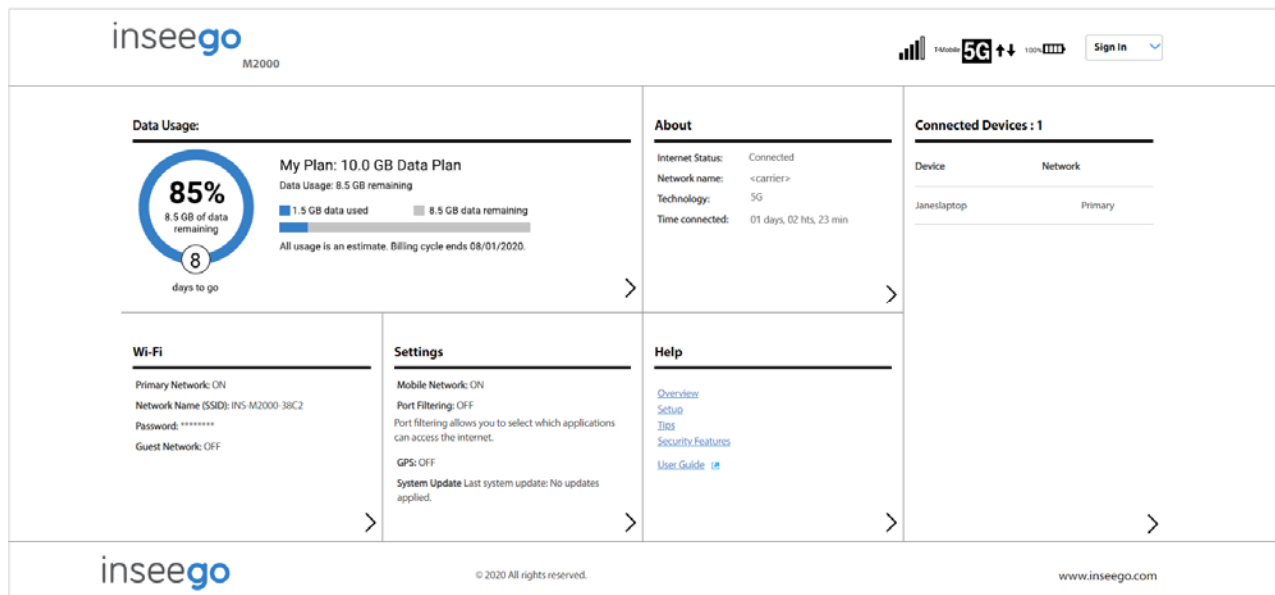 inseego
M2000
T-Mobile 5G 100% Sign In
Data Usage:
85%
8.5 GB of data
remaining
8
days to go
My Plan: 10.0 GB Data Plan
Data Usage: 8.5 GB remaining
1.5 GB data used 8.5 GB data remaining
All usage is an estimate. Billing cycle ends 08/01/2020.
About
Internet Status: Connected
Network name: <carrier>
Technology: 5G
Time connected: 01 days, 02 hts, 23 min
Connected Devices : 1
Device Network
Janeslaptop Primary
Wi-Fi
Primary Network: ON
Network Name (SSID): INS-M2000-38C2
Password: ********
Guest Network: OFF
Settings
Mobile Network: ON
Port Filtering: OFF
Port filtering allows you to select which applications
can access the internet.
GPS: OFF
System Update Last system update: No updates
applied.
Help
Overview
Setup
Tips
Security Features
User Guide
inseego
© 2020 All rights reserved.
www.inseego.com